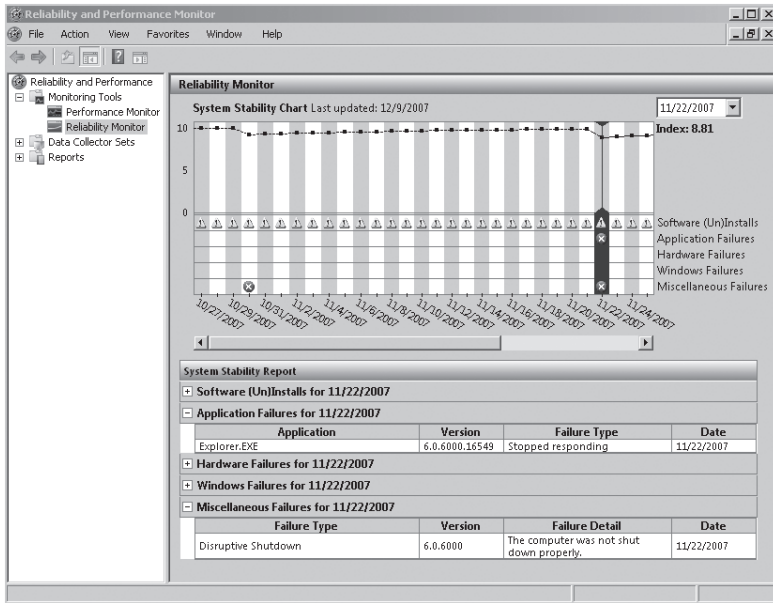 Reliability and Performance Monitor
File Action View Favorites Window Help
Reliability and Performance
Monitoring Tools
Performance Monitor
Reliability Monitor
Data Collector Sets
Reports
Reliability Monitor
System Stability Chart Last updated: 12/9/2007
11/22/2007
Index: 8.81
10
5
0
Software (Un)Installs
Application Failures
Hardware Failures
Windows Failures
Miscellaneous Failures
10/27/2007
10/29/2007
10/31/2007
11/2/2007
11/4/2007
11/6/2007
11/8/2007
11/10/2007
11/12/2007
11/14/2007
11/16/2007
11/18/2007
11/20/2007
11/22/2007
11/24/2007
System Stability Report
Software (Un)Installs for 11/22/2007
Application Failures for 11/22/2007
Application Version Failure Type Date
Explorer.EXE 6.0.6000.16549 Stopped responding 11/22/2007
Hardware Failures for 11/22/2007
Windows Failures for 11/22/2007
Miscellaneous Failures for 11/22/2007
Failure Type Version Failure Detail Date
Disruptive Shutdown 6.0.6000 The computer was not shut
down properly. 11/22/2007